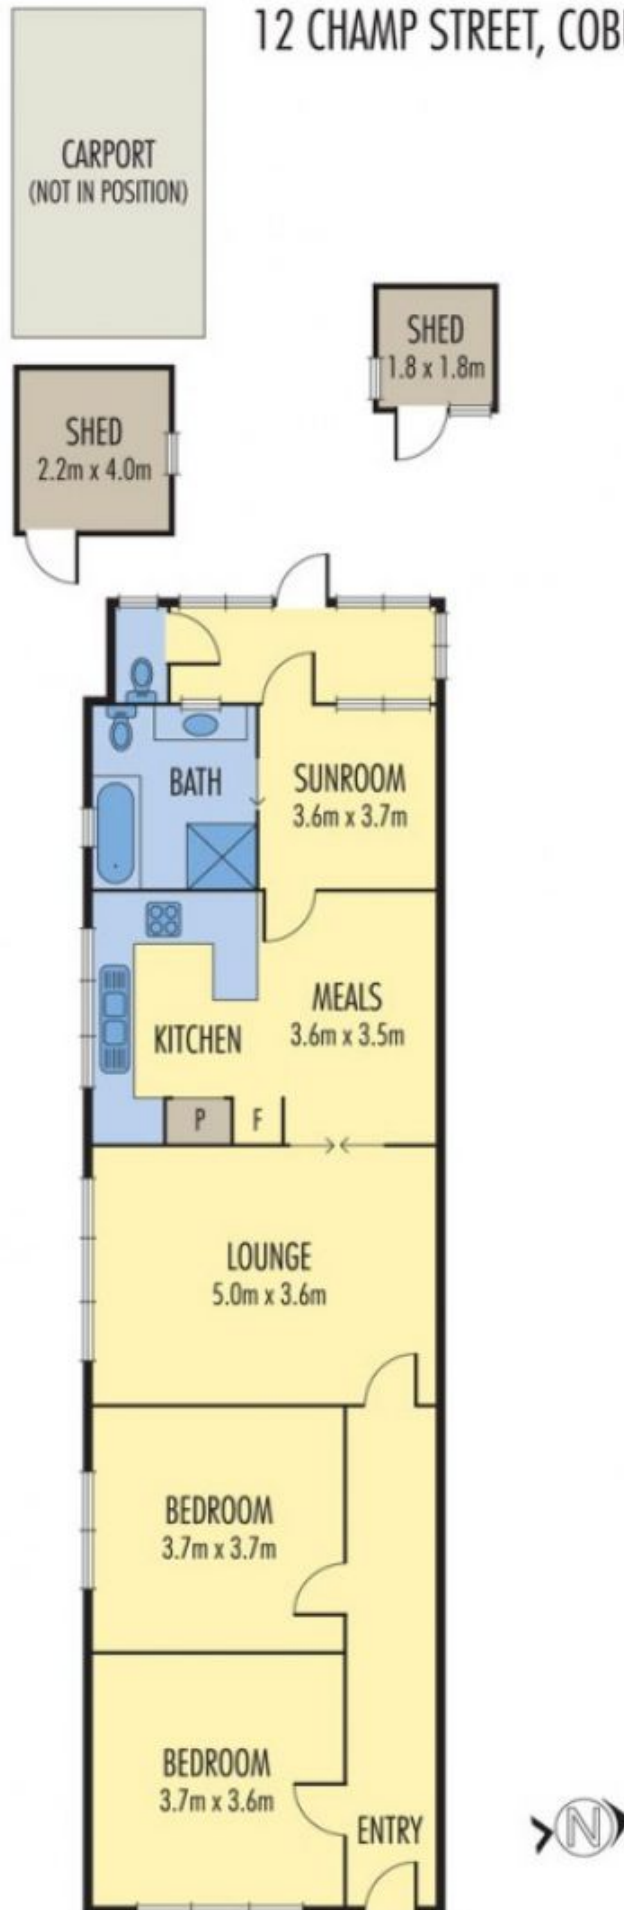 12 CHAMP STREET, COB
CARPORT
(NOT IN POSITION)
SHED
1.8 x 1.8m
SHED
2.2m x 4.0m
BATH
SUNROOM
3.6m x 3.7m
KITCHEN
MEALS
3.6m x 3.5m
P
F
LOUNGE
5.0m x 3.6m
BEDROOM
3.7m x 3.7m
BEDROOM
3.7m x 3.6m
ENTRY
N